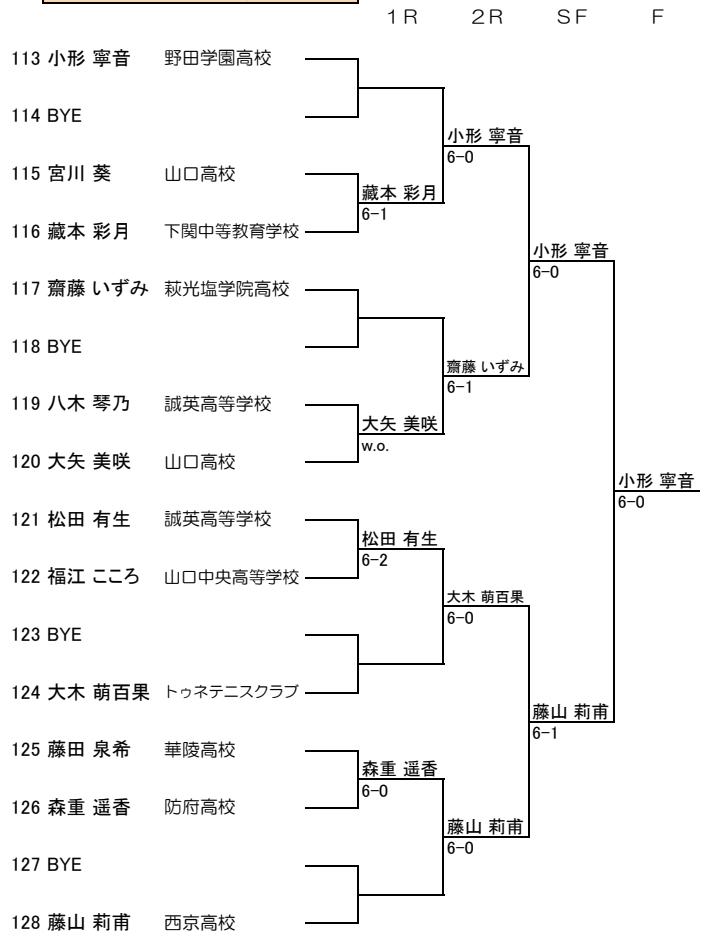 １Ｒ ２Ｒ ＳＦ Ｆ
113 小形 寧音 野田学園高校
114 BYE
小形 寧音
6-0
115 宮川 葵 山口高校
藏本 彩月
6-1
116 藏本 彩月 下関中等教育学校
小形 寧音
6-0
117 齋藤 いずみ 萩光塩学院高校
118 BYE
齋藤 いずみ
6-1
119 八木 琴乃 誠英高等学校
大矢 美咲
w.o.
120 大矢 美咲 山口高校
小形 寧音
6-0
121 松田 有生 誠英高等学校
松田 有生
6-2
122 福江 こころ 山口中央高等学校
大木 萌百果
6-0
123 BYE
124 大木 萌百果 トゥネテニスクラブ
藤山 莉甫
6-1
125 藤田 泉希 華陵高校
森重 遥香
6-0
126 森重 遥香 防府高校
藤山 莉甫
6-0
127 BYE
128 藤山 莉甫 西京高校